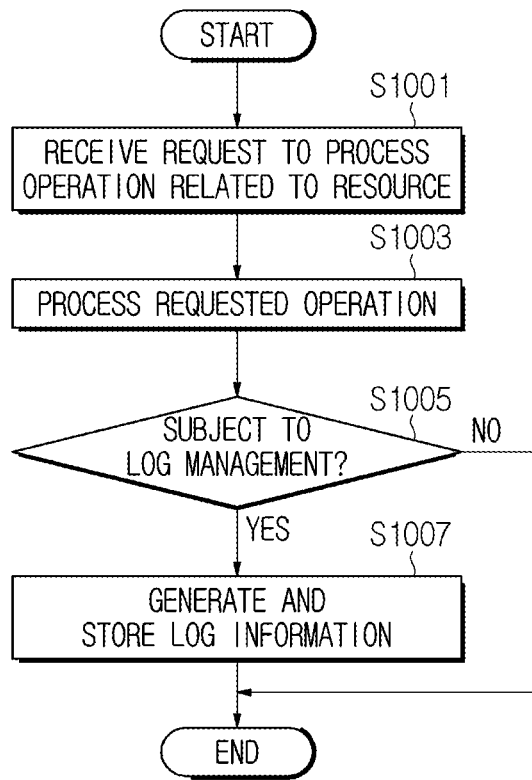 START
S1001
RECEIVE REQUEST TO PROCESS
OPERATION RELATED TO RESOURCE
S1003
PROCESS REQUESTED OPERATION
S1005
SUBJECT TO
LOG MANAGEMENT?
NO
YES
S1007
GENERATE AND
STORE LOG INFORMATION
END